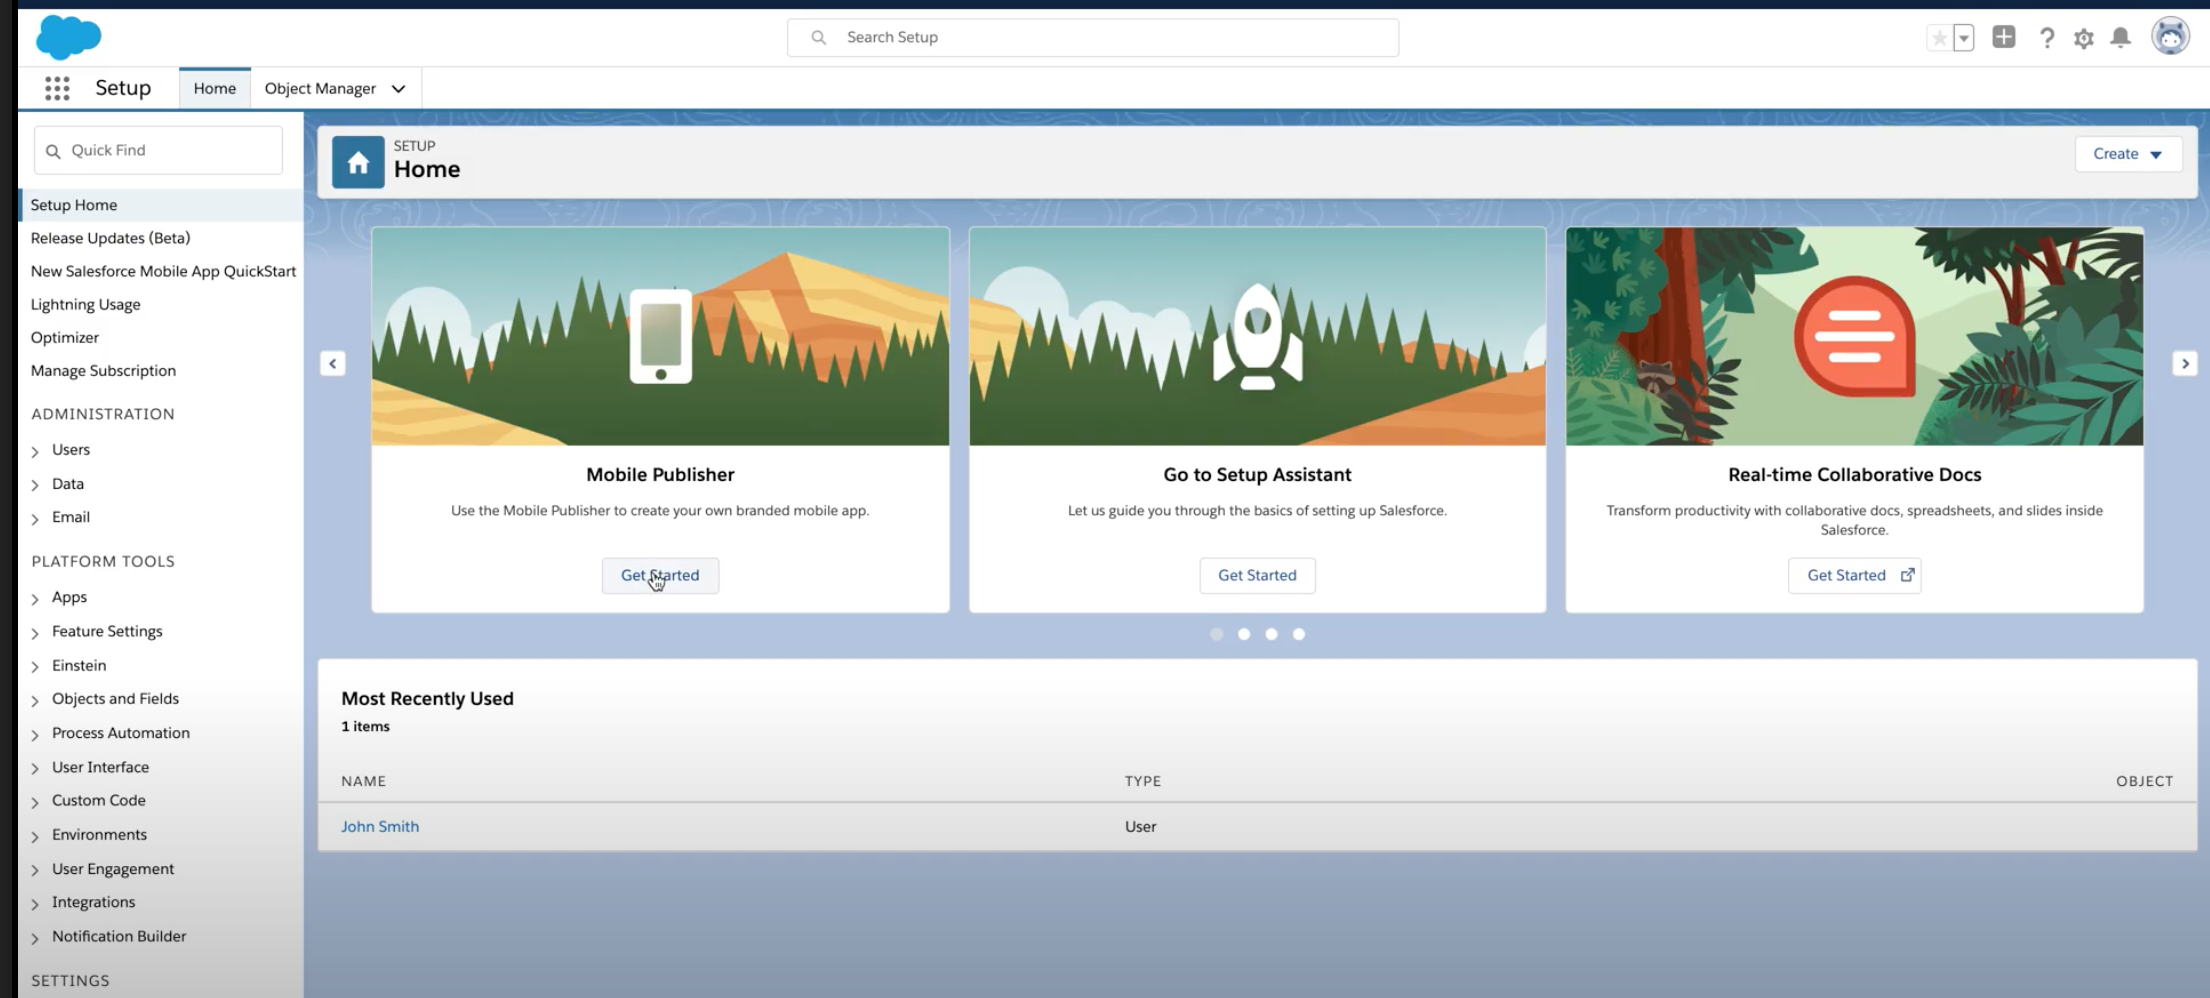 Search Setup
Setup
Home
Object Manager
Quick Find
Setup Home
Release Updates (Beta)
New Salesforce Mobile App QuickStart
Lightning Usage
Optimizer
Manage Subscription
ADMINISTRATION
Users
Data
Email
PLATFORM TOOLS
Apps
Feature Settings
Einstein
Objects and Fields
Process Automation
User Interface
Custom Code
Environments
User Engagement
Integrations
Notification Builder
SETTINGS
SETUP
Home
Create
Mobile Publisher
Use the Mobile Publisher to create your own branded mobile app.
Get Started
Go to Setup Assistant
Let us guide you through the basics of setting up Salesforce.
Get Started
Real-time Collaborative Docs
Transform productivity with collaborative docs, spreadsheets, and slides inside
Salesforce.
Get Started
Most Recently Used
1 items
NAME TYPE OBJECT
John Smith User